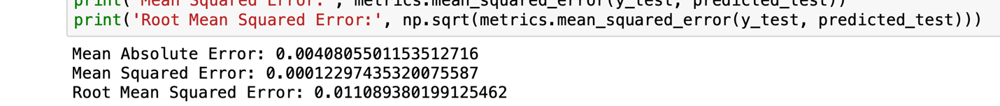 print('Mean Squared Error:', metrics.mean_squared_error(y_test, predicted_test))
print('Root Mean Squared Error:', np.sqrt(metrics.mean_squared_error(y_test, predicted_test)))
Mean Absolute Error: 0.0040805501153512716
Mean Squared Error: 0.00012297435320075587
Root Mean Squared Error: 0.011089380199125462